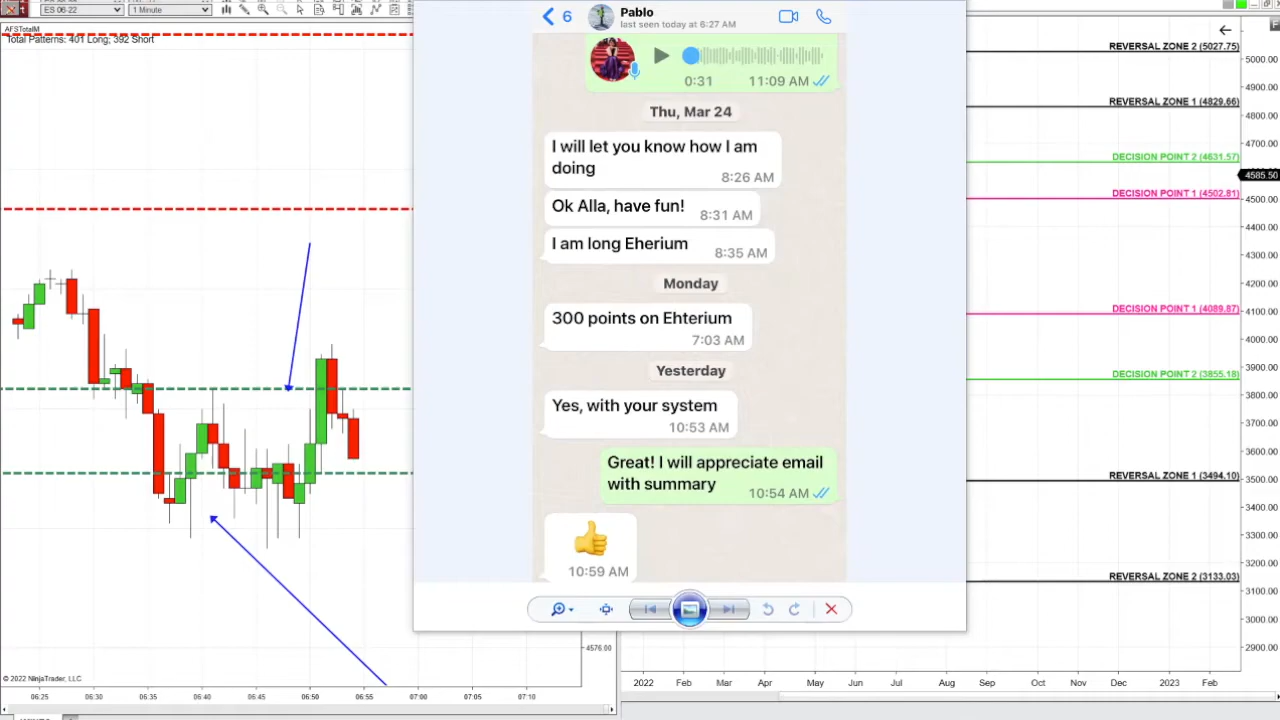 ES 06-22
1 Minute
AFSTotalM
Total Patterns: 401 Long; 392 Short
4576.00
© 2022 NinjaTrader, LLC
06:25
06:30
06:35
06:40
06:45
06:50
06:55
07:00
07:05
07:10
6
Pablo
last seen today at 6:27 AM
0:31
11:09 AM
Thu, Mar 24
I will let you know how I am
doing
8:26 AM
Ok Alla, have fun!
8:31 AM
I am long Eherium
8:35 AM
Monday
300 points on Ehterium
7:03 AM
Yesterday
Yes, with your system
10:53 AM
Great! I will appreciate email
with summary
10:54 AM
👍
10:59 AM
F
REVERSAL ZONE 2 (5027.75)
REVERSAL ZONE 1 (4829.66)
DECISION POINT 2 (4631.57)
DECISION POINT 1 (4502.81)
DECISION POINT 1 (4089.87)
DECISION POINT 2 (3855.18)
REVERSAL ZONE 1 (3494.10)
REVERSAL ZONE 2 (3133.03)
5000.00
4900.00
4800.00
4700.00
4585.50
4500.00
4400.00
4300.00
4200.00
4100.00
4000.00
3900.00
3800.00
3700.00
3600.00
3500.00
3400.00
3300.00
3200.00
3100.00
3000.00
2900.00
2022
Feb
Mar
Apr
May
Jun
Jul
Aug
Sep
Oct
Nov
Dec
2023
Feb